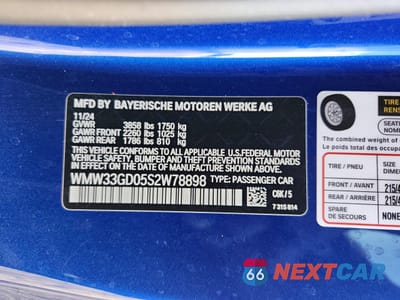 MFD BY BAYERISCHE MOTOREN WERKE AG
11/24
GVWR 3858 lbs 1750 kg
GAWR FRONT 2260 lbs 1025 kg
GAWR REAR 1786 lbs 810 kg
THIS VEHICLE CONFORMS TO ALL APPLICABLE U.S.FEDERAL MOTOR
VEHICLE SAFETY, BUMPER, AND THEFT PREVENTION STANDARDS IN
EFFECT ON THE DATE OF MANUFACTURE SHOWN ABOVE.
WMW33GD05S2W78898 TYPE: PASSENGER CAR
C6K/5
7315814
TIRE
SEATI
NOM
The combined weight
Le poids total
TIRE / PNEU SIZE
DIME
FRONT / AVANT 215/4
REAR / ARRIÈRE 215/4
SPARE
DE SECOURS NONE
66 NEXTCAR